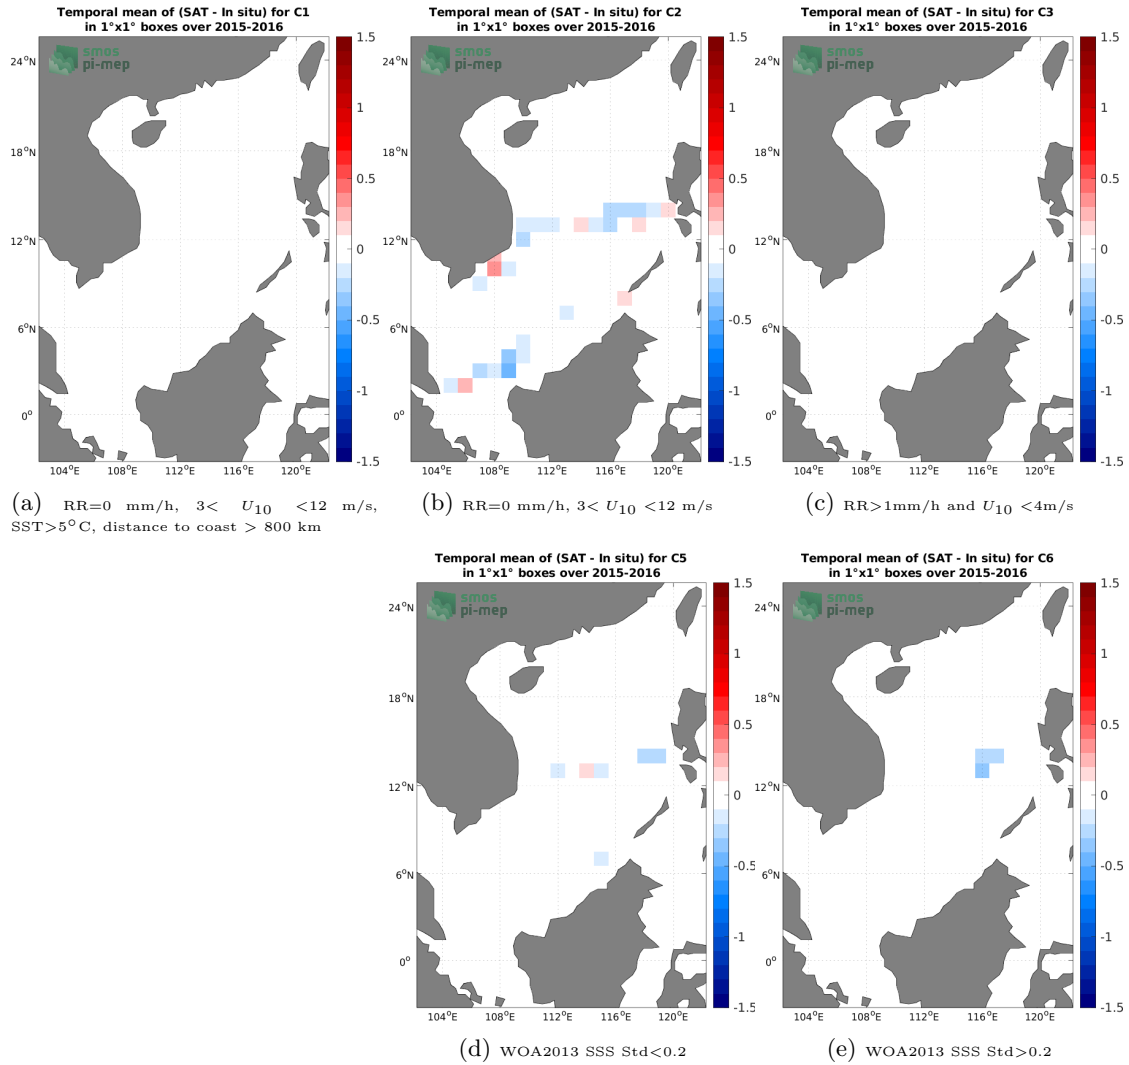 Temporal mean of (SAT - In situ) for C1
in 1°x1° boxes over 2015-2016
smos
pi-mep
24°N
18°N
12°N
6°N
0°
104°E 108°E 112°E 116°E 120°E
1.5
1
0.5
0
-0.5
-1
-1.5
(a) RR=0 mm/h, 3< U10 <12 m/s,
SST>5°C, distance to coast > 800 km
Temporal mean of (SAT - In situ) for C2
in 1°x1° boxes over 2015-2016
smos
pi-mep
24°N
18°N
12°N
6°N
0°
104°E 108°E 112°E 116°E 120°E
1.5
1
0.5
0
-0.5
-1
-1.5
(b) RR=0 mm/h, 3< U10 <12 m/s
Temporal mean of (SAT - In situ) for C3
in 1°x1° boxes over 2015-2016
smos
pi-mep
24°N
18°N
12°N
6°N
0°
104°E 108°E 112°E 116°E 120°E
1.5
1
0.5
0
-0.5
-1
-1.5
(c) RR>1mm/h and U10 <4m/s
Temporal mean of (SAT - In situ) for C5
in 1°x1° boxes over 2015-2016
smos
pi-mep
24°N
18°N
12°N
6°N
0°
104°E 108°E 112°E 116°E 120°E
1.5
1
0.5
0
-0.5
-1
-1.5
(d) WOA2013 SSS Std<0.2
Temporal mean of (SAT - In situ) for C6
in 1°x1° boxes over 2015-2016
smos
pi-mep
24°N
18°N
12°N
6°N
0°
104°E 108°E 112°E 116°E 120°E
1.5
1
0.5
0
-0.5
-1
-1.5
(e) WOA2013 SSS Std>0.2